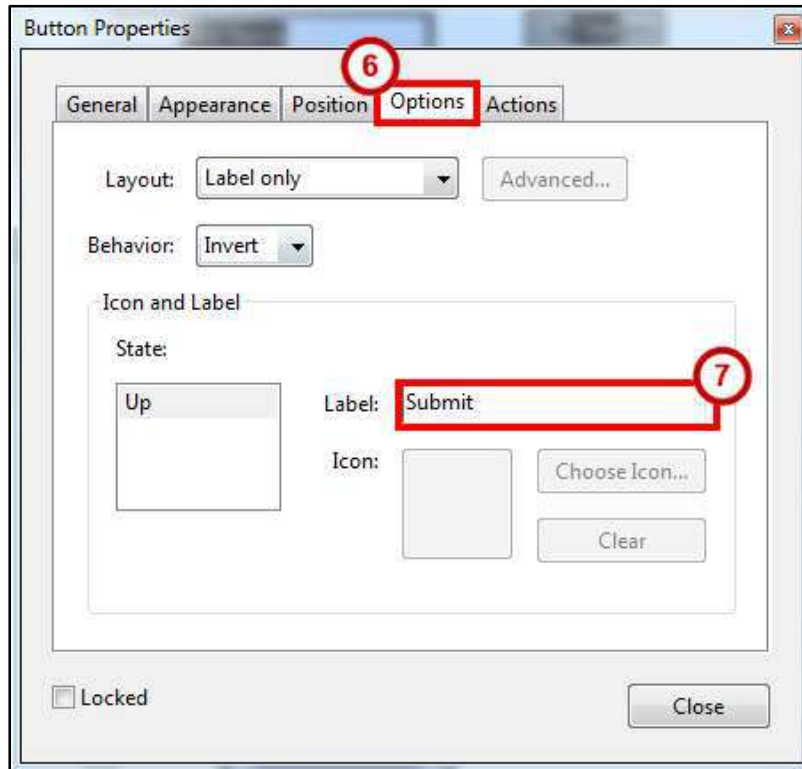 Button Properties
6
General Appearance Position Options Actions
Layout: Label only Advanced...
Behavior: Invert
Icon and Label
State:
7
Up Label: Submit
Icon: Choose Icon...
Clear
Locked
Close